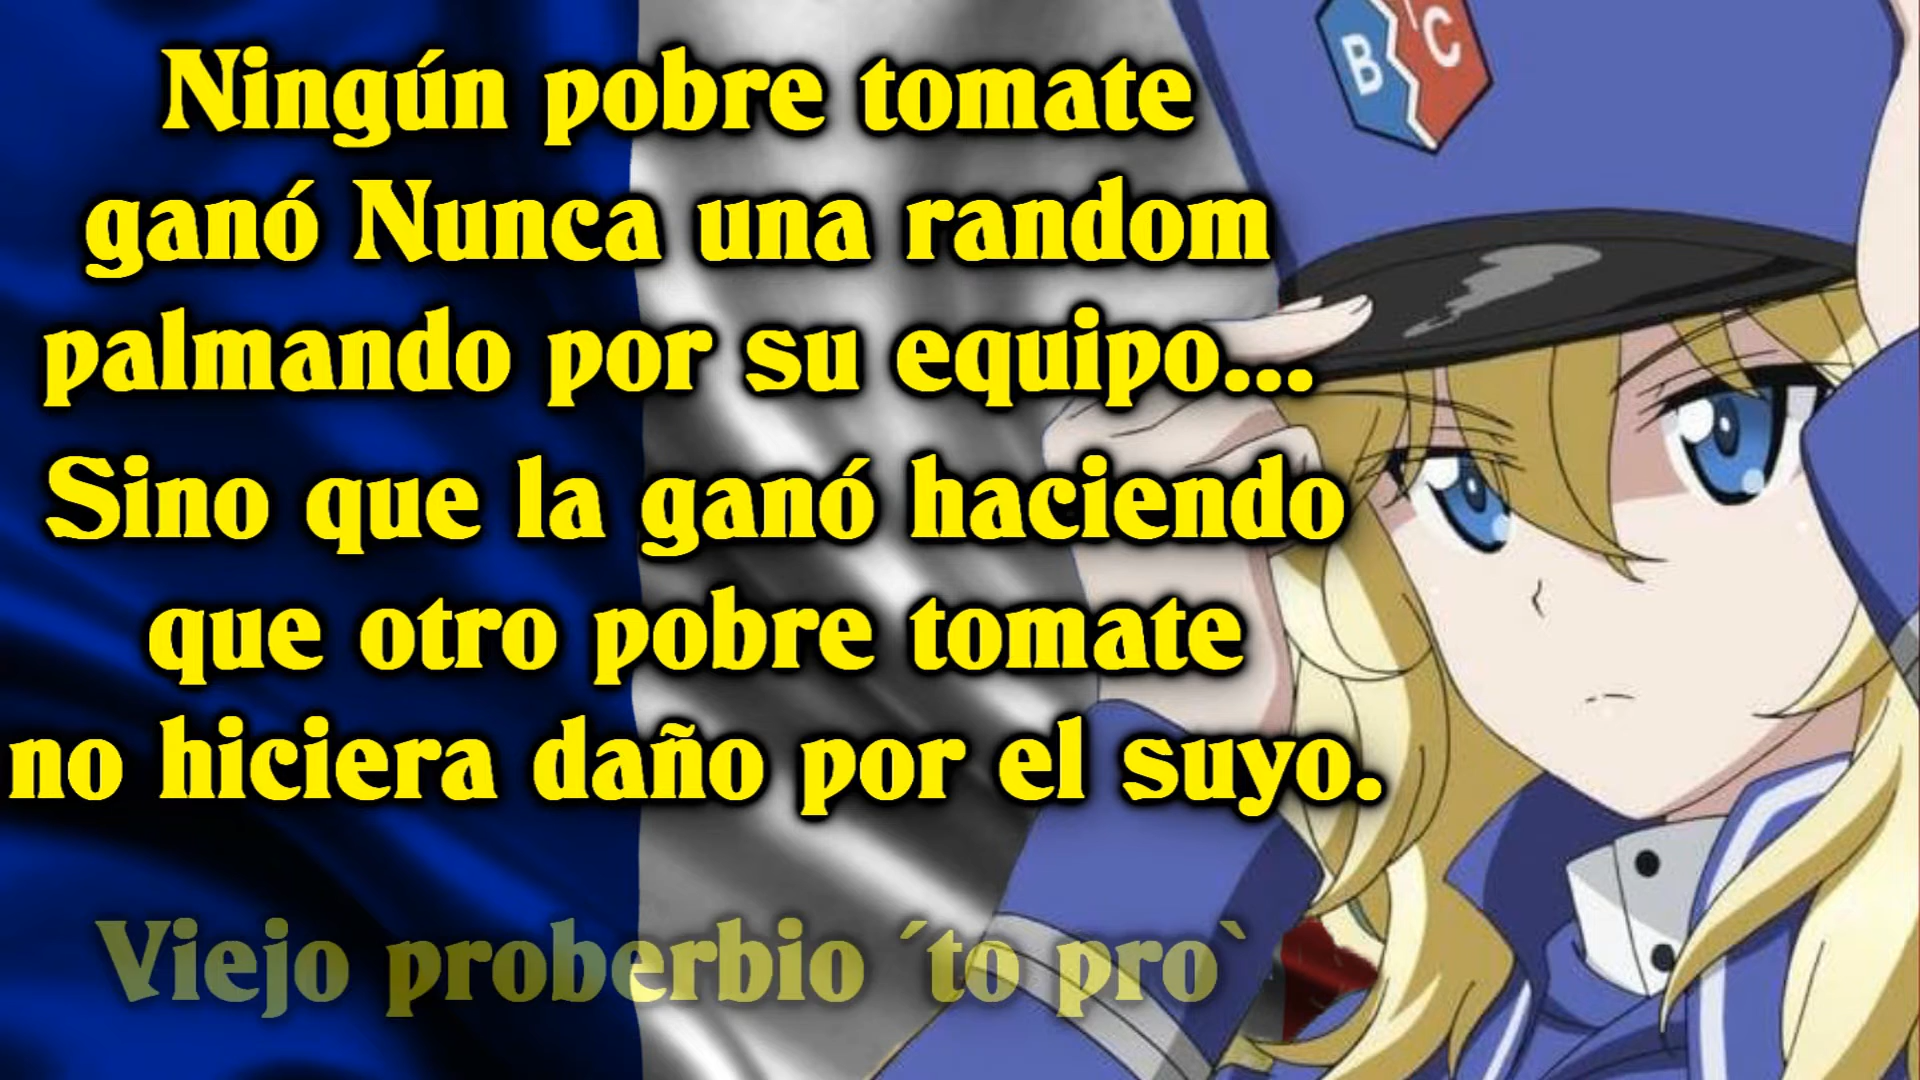 B C
Ningún pobre tomate
ganó Nunca una random
palmando por su equipo...
Sino que la ganó haciendo
que otro pobre tomate
no hiciera daño por el suyo.
Viejo proberbio ´to pro`